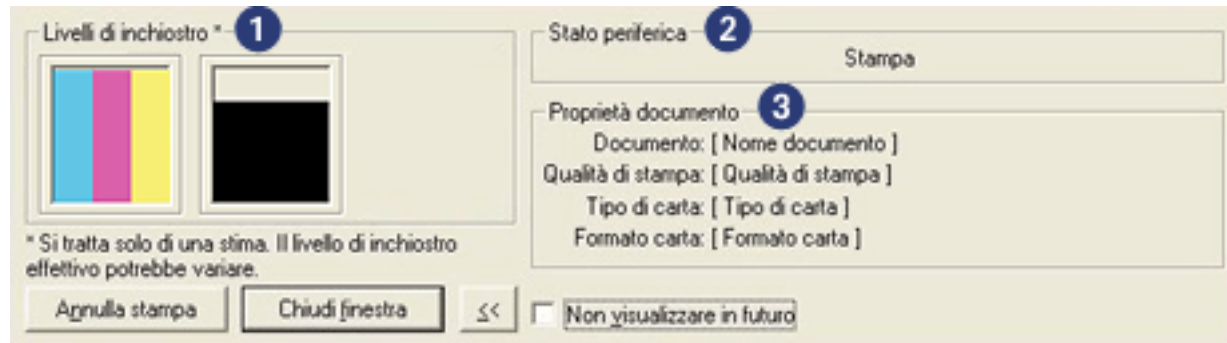 Livelli di inchiostro * 1
* Si tratta solo di una stima. Il livello di inchiostro
effettivo potrebbe variare.
Annulla stampa
Chiudi finestra
<<
Stato periferica 2
Stampa
Proprietà documento 3
Documento: [ Nome documento ]
Qualità di stampa: [ Qualità di stampa ]
Tipo di carta: [ Tipo di carta ]
Formato carta: [ Formato carta ]
Non visualizzare in futuro